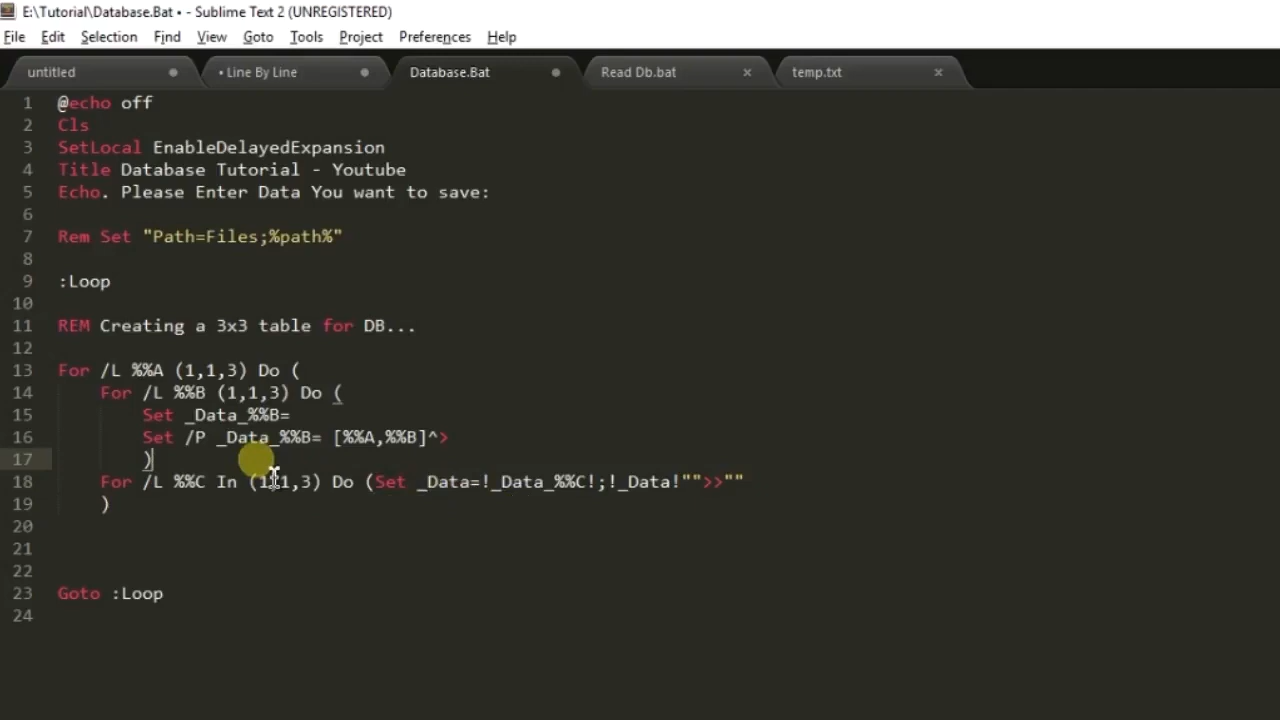 E:\Tutorial\Database.Bat • - Sublime Text 2 (UNREGISTERED)
File Edit Selection Find View Goto Tools Project Preferences Help
untitled • Line By Line Database.Bat Read Db.bat temp.txt
1 @echo off
2 Cls
3 SetLocal EnableDelayedExpansion
4 Title Database Tutorial - Youtube
5 Echo. Please Enter Data You want to save:
6
7 Rem Set "Path=Files;%path%"
8
9 :Loop
10
11 REM Creating a 3x3 table for DB...
12
13 For /L %%A (1,1,3) Do (
14 For /L %%B (1,1,3) Do (
15 Set _Data_%%B=
16 Set /P _Data_%%B= [%%A,%%B]^>
17 )
18 For /L %%C In (1,1,3) Do (Set _Data=!_Data_%%C!;!_Data!"">>""
19 )
20
21
22
23 Goto :Loop
24